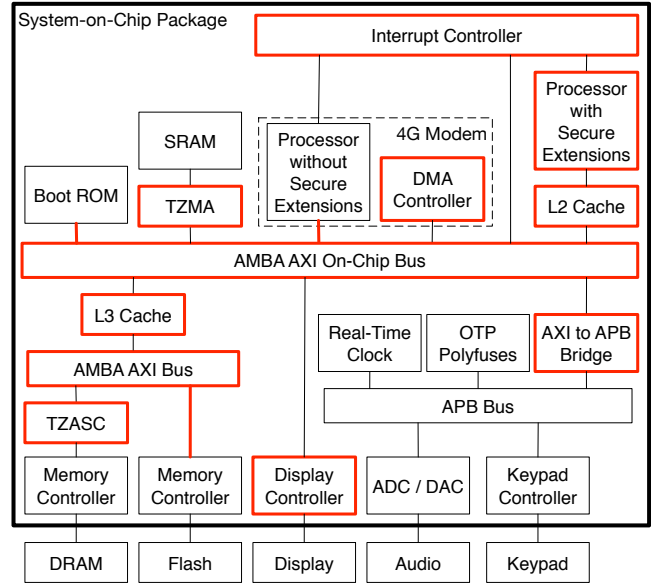 System-on-Chip Package
Interrupt Controller
Processor
with
Secure
Extensions
4G Modem
SRAM
Processor
without
Secure
Extensions
DMA
Controller
Boot ROM
TZMA
L2 Cache
AMBA AXI On-Chip Bus
L3 Cache
Real-Time
Clock
OTP
Polyfuses
AXI to APB
Bridge
AMBA AXI Bus
APB Bus
TZASC
Memory
Controller
Memory
Controller
Display
Controller
ADC / DAC
Keypad
Controller
DRAM
Flash
Display
Audio
Keypad